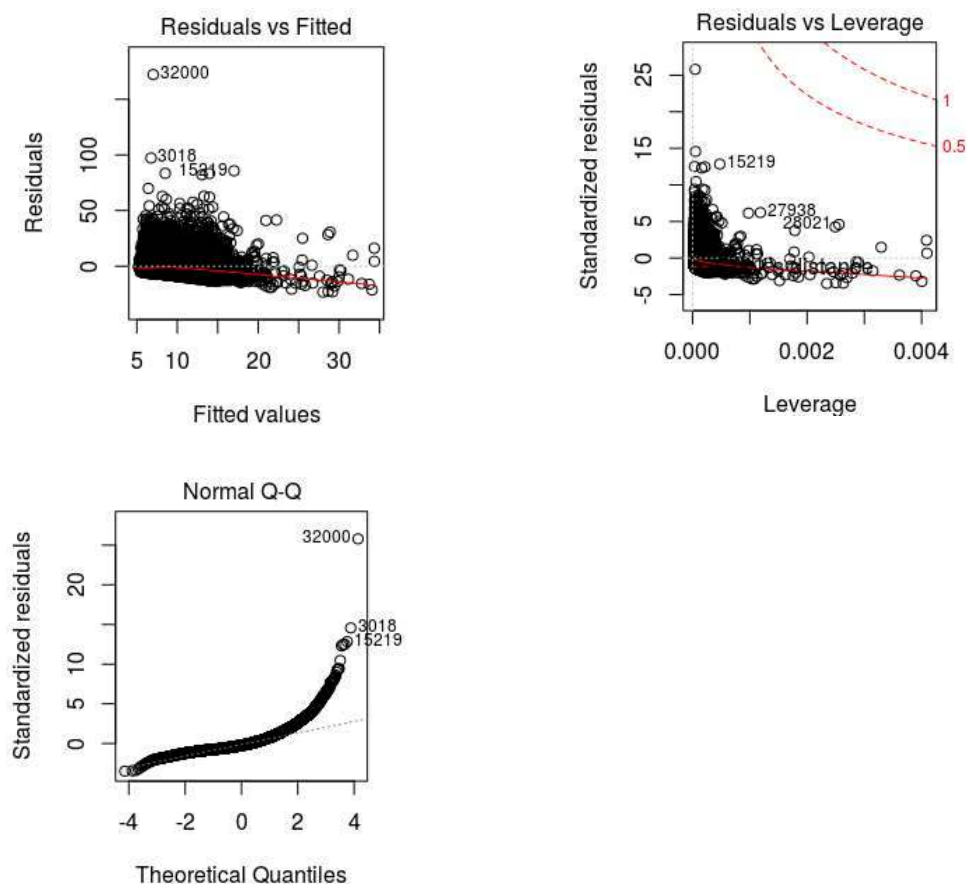 Residuals vs Fitted
32000
3018
15219
Residuals
100
50
0
5 10 20 30
Fitted values
Residuals vs Leverage
1
0.5
15219
27938
28021
Standardized residuals
25
15
5
0
-5
0.000 0.002 0.004
Leverage
Normal Q-Q
32000
3018
15219
Standardized residuals
20
10
5
0
-4 -2 0 2 4
Theoretical Quantiles